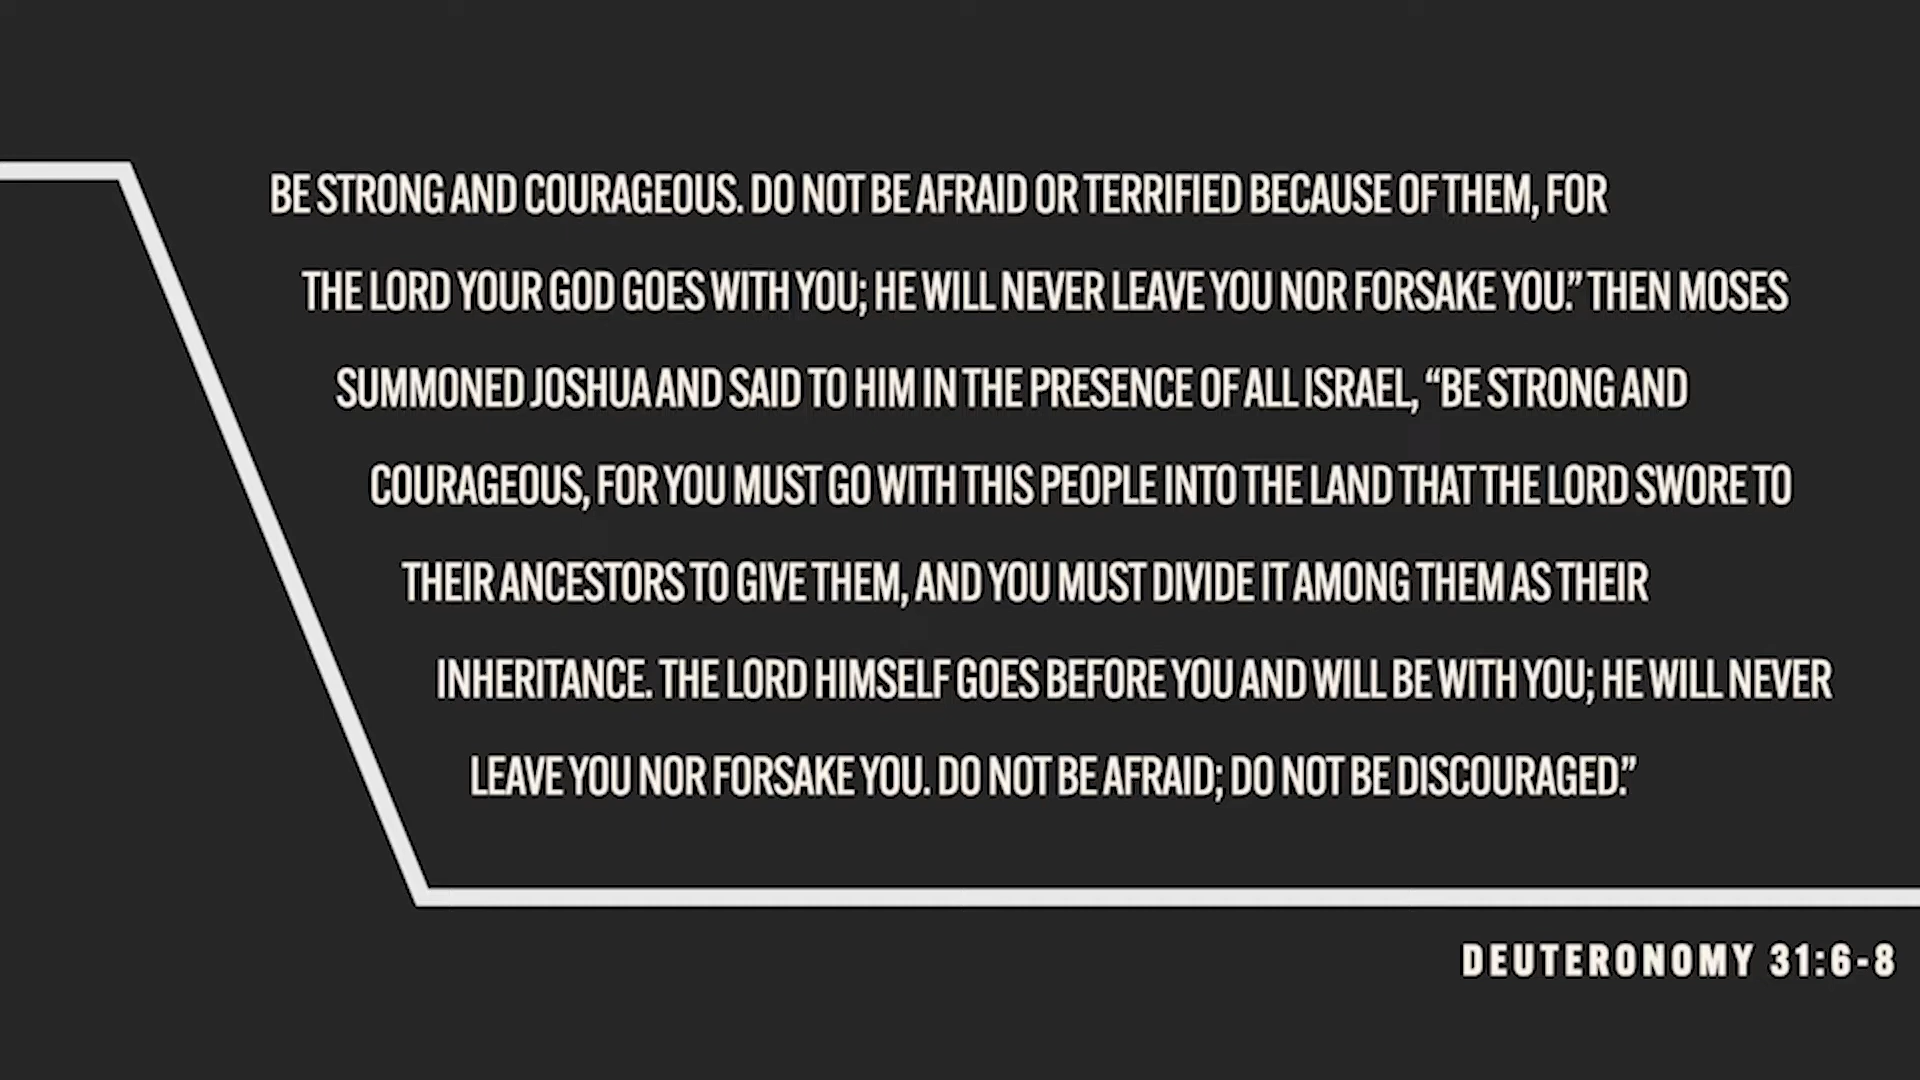 BE STRONG AND COURAGEOUS. DO NOT BE AFRAID OR TERRIFIED BECAUSE OF THEM, FOR
THE LORD YOUR GOD GOES WITH YOU; HE WILL NEVER LEAVE YOU NOR FORSAKE YOU.” THEN MOSES
SUMMONED JOSHUA AND SAID TO HIM IN THE PRESENCE OF ALL ISRAEL, “BE STRONG AND
COURAGEOUS, FOR YOU MUST GO WITH THIS PEOPLE INTO THE LAND THAT THE LORD SWORE TO
THEIR ANCESTORS TO GIVE THEM, AND YOU MUST DIVIDE IT AMONG THEM AS THEIR
INHERITANCE. THE LORD HIMSELF GOES BEFORE YOU AND WILL BE WITH YOU; HE WILL NEVER
LEAVE YOU NOR FORSAKE YOU. DO NOT BE AFRAID; DO NOT BE DISCOURAGED.”
DEUTERONOMY 31:6-8